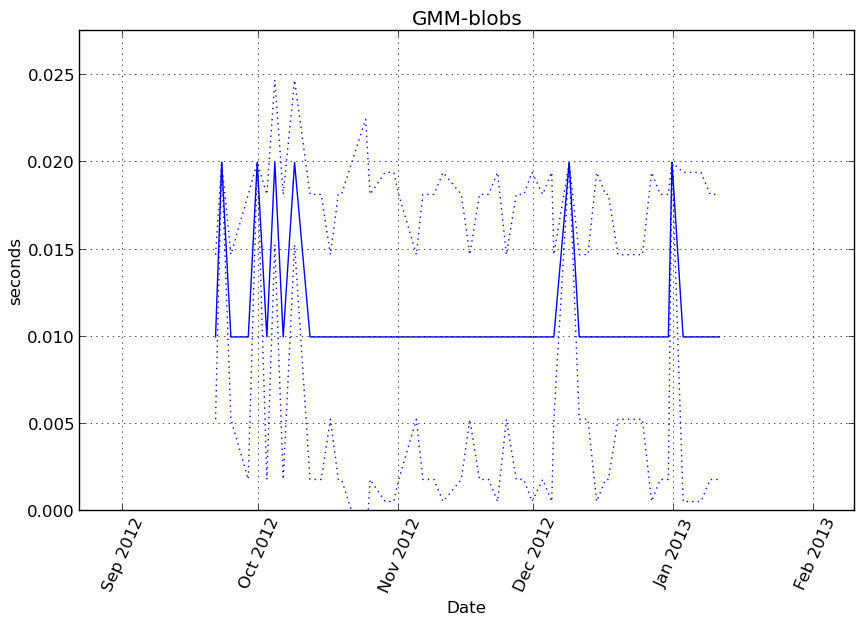 GMM-blobs
0.025
0.020
0.015
0.010
0.005
0.000
seconds
Sep 2012
Oct 2012
Nov 2012
Dec 2012
Jan 2013
Feb 2013
Date